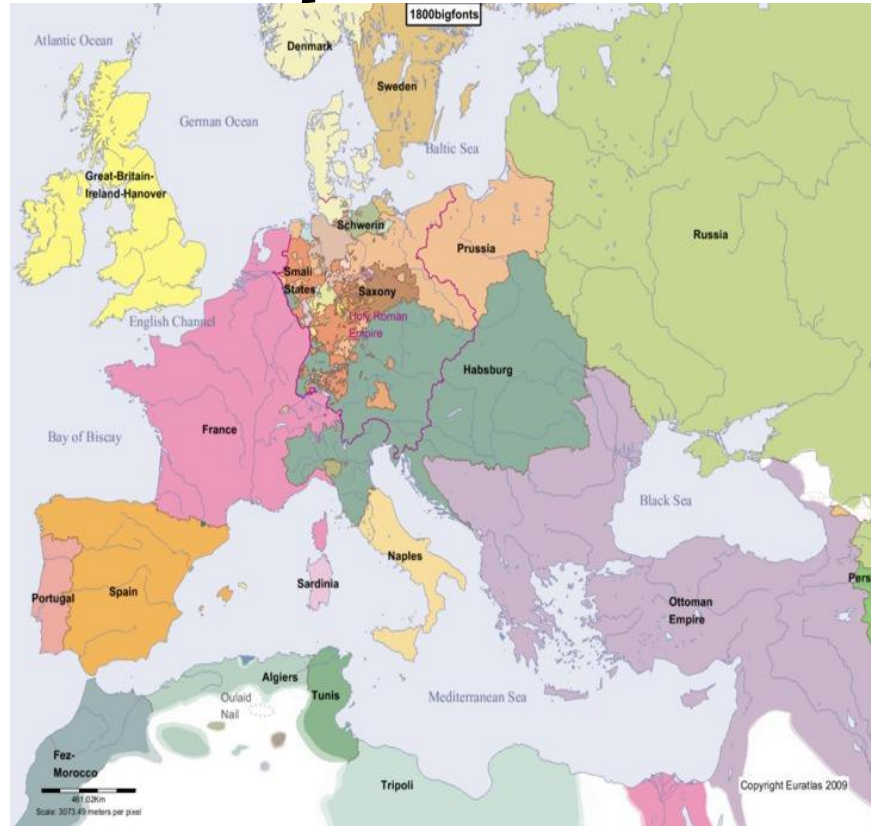 1800bigfonts
Atlantic Ocean
Denmark
Sweden
German Ocean
Baltic Sea
Great-Britain-
Ireland-Hanover
Schwerin
Prussia
Russia
Small
States
Saxony
English Channel
Holy Roman
Empire
Habsburg
France
Bay of Biscay
Black Sea
Naples
Sardinia
Portugal
Spain
Ottoman
Empire
Pers
Algiers
Tunis
Oulaid
Nail
Mediterranean Sea
Fez-
Morocco
Tripoli
461.02Km
Scale: 3073.49 meters per pixel
Copyright Euratlas 2009